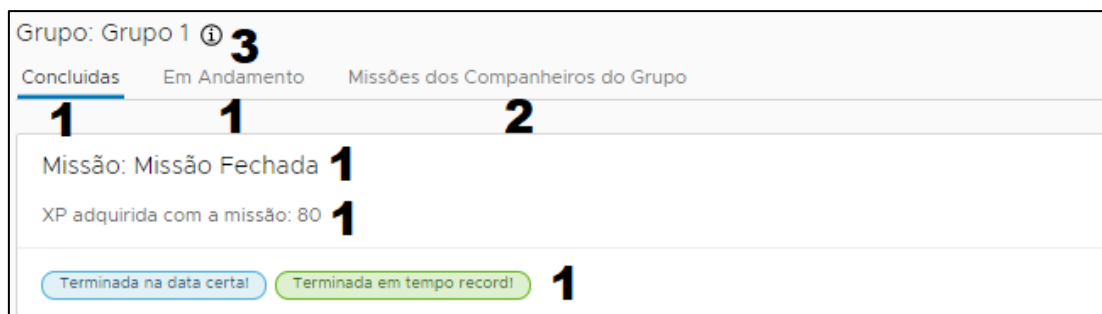 Grupo: Grupo 1 ⓘ 3
Concluidas Em Andamento Missões dos Companheiros do Grupo
1 1 2
Missão: Missão Fechada 1
XP adquirida com a missão: 80 1
Terminada na data certa! Terminada em tempo record! 1